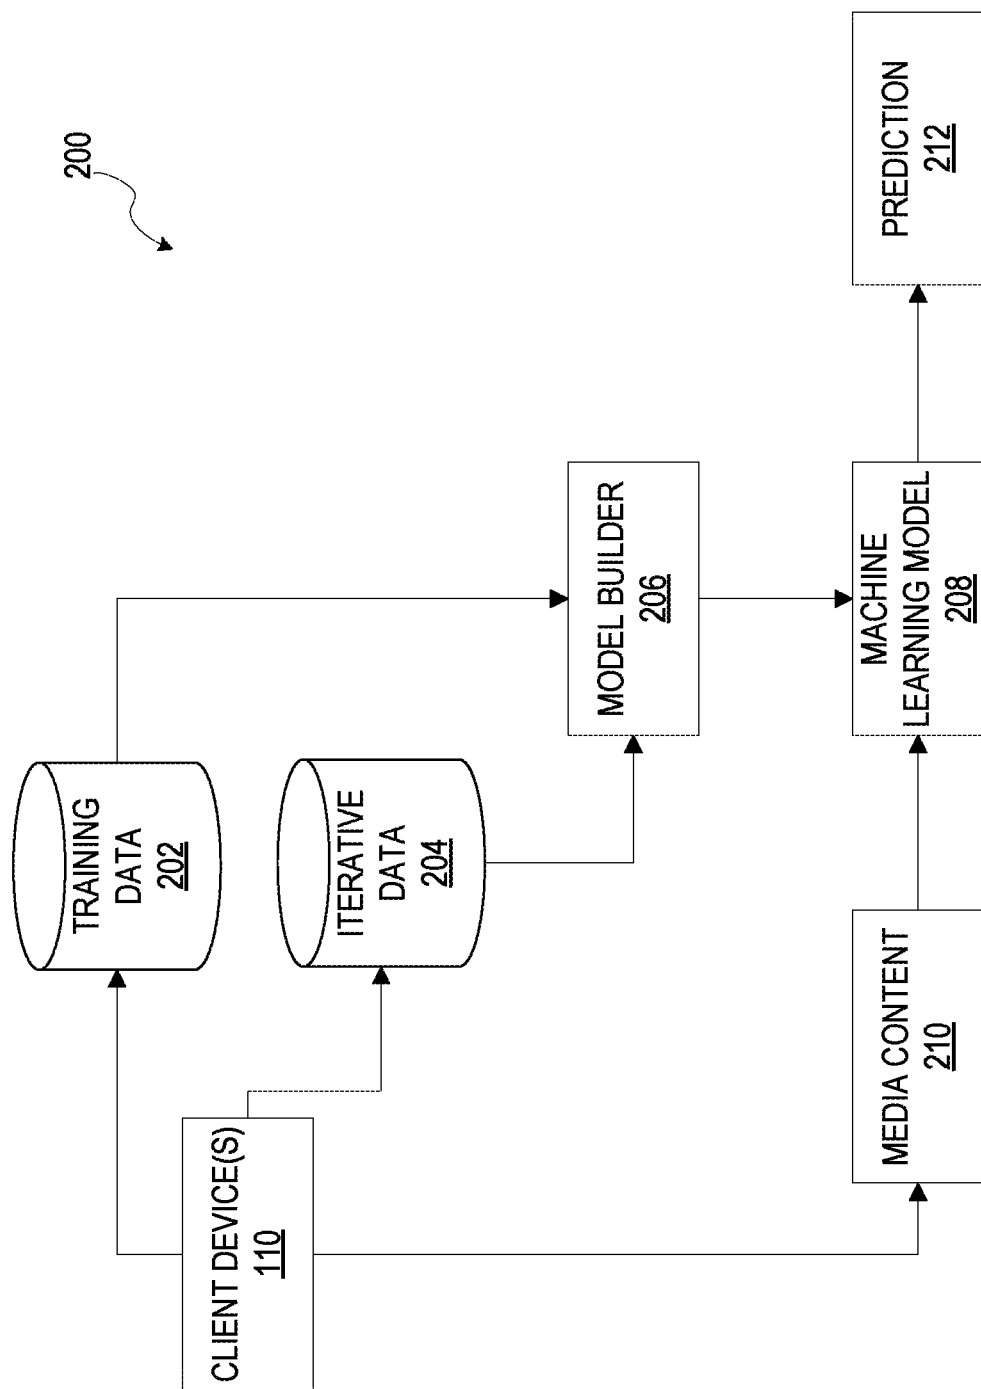 200
TRAINING
DATA
202
CLIENT DEVICE(S)
110
ITERATIVE
DATA
204
MODEL BUILDER
206
MEDIA CONTENT
210
MACHINE
LEARNING MODEL
208
PREDICTION
212